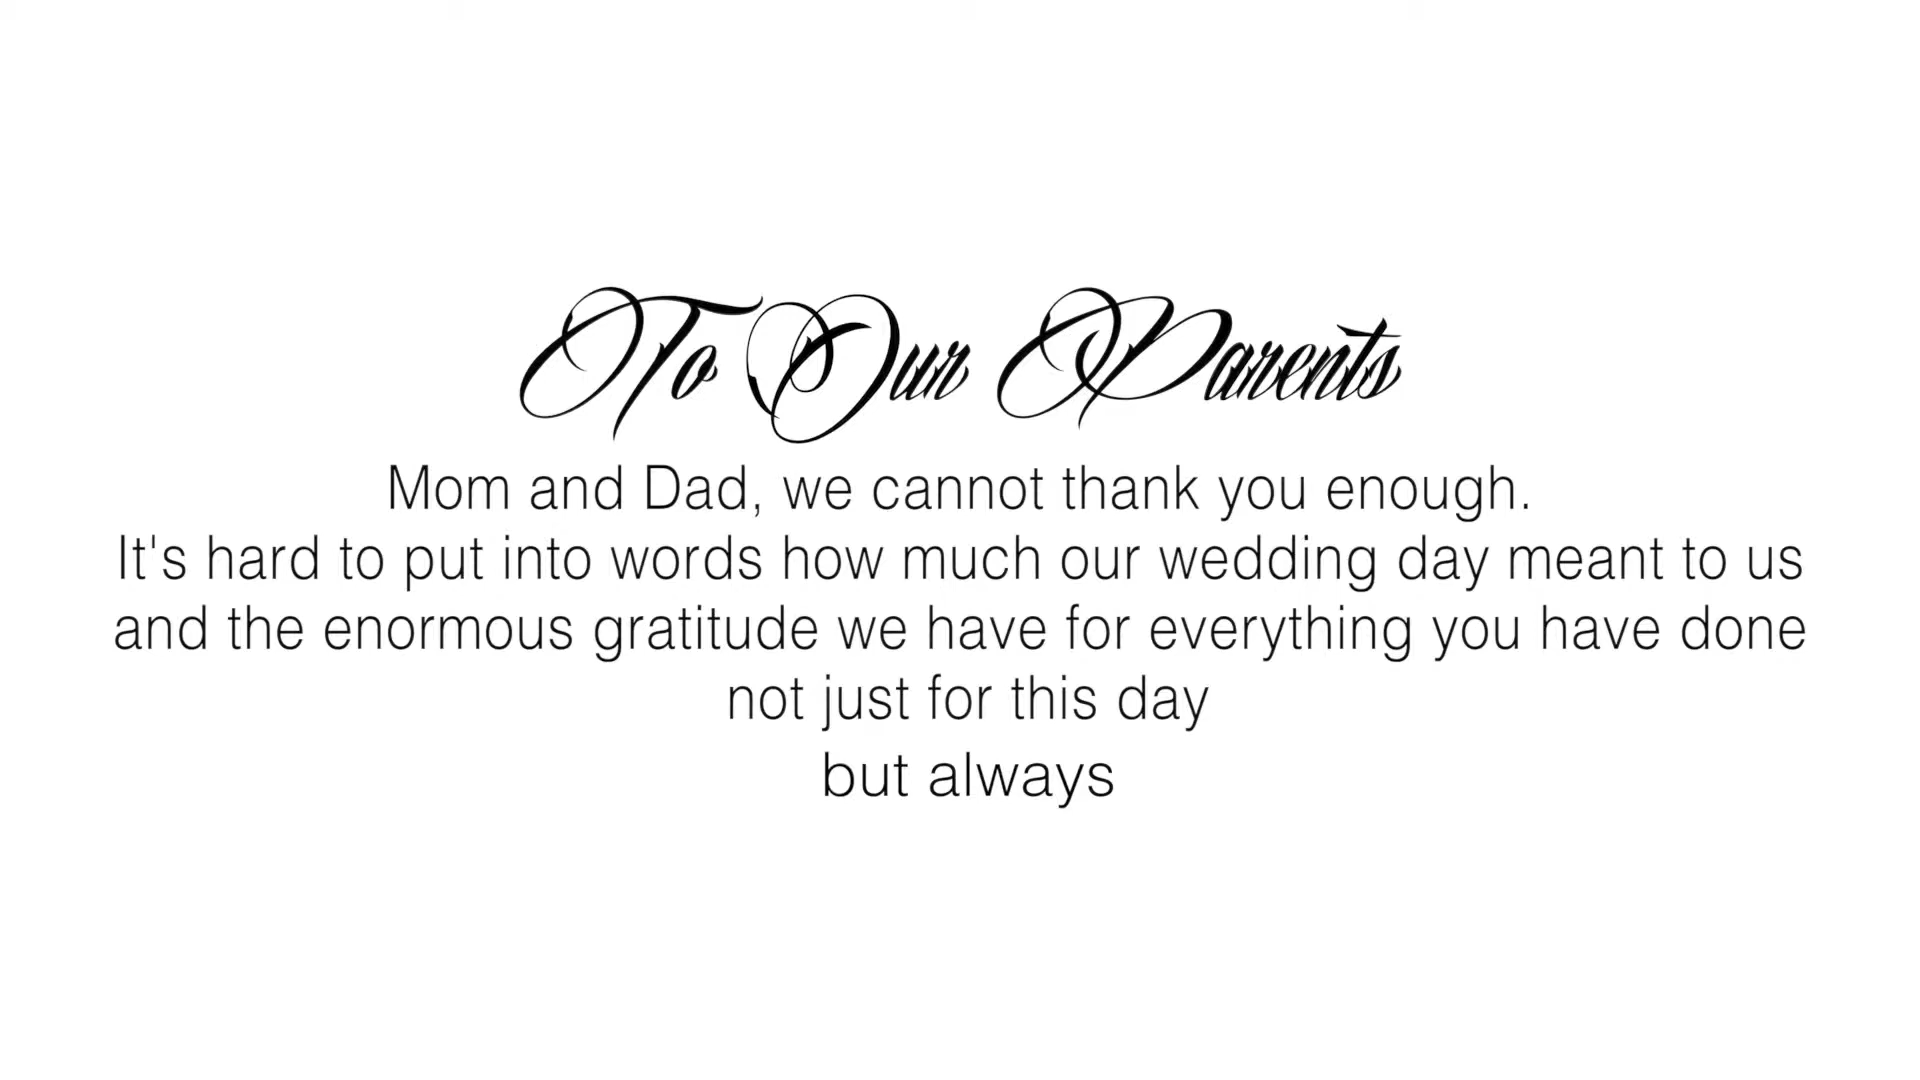 To Our Parents
Mom and Dad, we cannot thank you enough.
It's hard to put into words how much our wedding day meant to us
and the enormous gratitude we have for everything you have done
not just for this day
but always